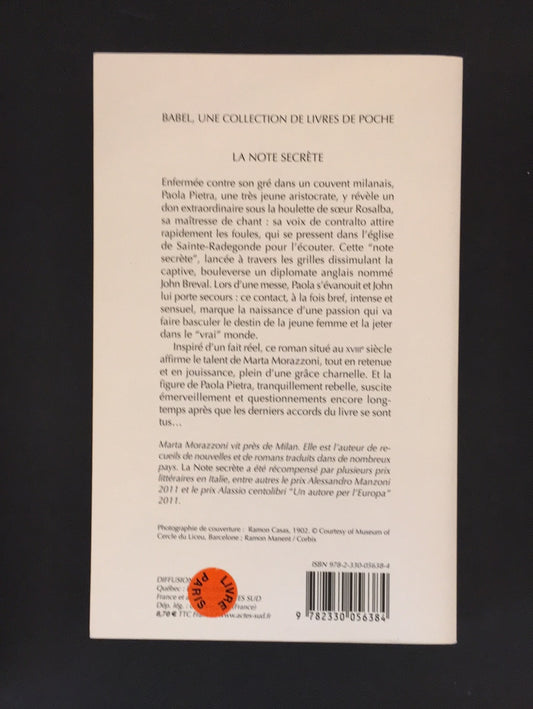 BABEL, UNE COLLECTION DE LIVRES DE POCHE
LA NOTE SECRÈTE
Enfermée contre son gré dans un couvent milanais,
Paola Pietra, une très jeune aristocrate, y révèle un
don extraordinaire sous la houlette de sœur Rosalba,
sa maîtresse de chant : sa voix de contralto attire
rapidement les foules, qui se pressent dans l'église
de Sainte-Radegonde pour l'écouter. Cette “note
secrète”, lancée à travers les grilles dissimulant la
captive, bouleverse un diplomate anglais nommé
John Breval. Lors d'une messe, Paola s'évanouit et John
lui porte secours : ce contact, à la fois bref, intense et
sensuel, marque la naissance d'une passion qui va
faire basculer le destin de la jeune femme et la jeter
dans le “vrai” monde.
Inspiré d'un fait réel, ce roman situé au XVIIIe siècle
affirme le talent de Marta Morazzoni, tout en retenue
et en jouissance, plein d'une grâce charnelle. Et la
figure de Paola Pietra, tranquillement rebelle, suscite
émerveillement et questionnements encore long-
temps après que les derniers accords du livre se sont
tus…
Marta Morazzoni vit près de Milan. Elle est l'auteur de re-
cueils de nouvelles et de romans traduits dans de nombreux
pays. La Note secrète a été récompensé par plusieurs prix
littéraires en Italie, entre autres le prix Alessandro Manzoni
2011 et le prix Alassio centolibri “Un autore per l'Europa”
2011.
Photographie de couverture : Ramon Casas, 1902, © Courtesy of Museum of
Cercle du Liceu, Barcelone ; Ramon Manent / Corbis
ISBN 978-2-330-05638-4
DIFFUSION
Québec :
France et ES SUD
Dép. lég. : France)
8,70 € TTC www.actes-sud.fr
LIVRE
PARIS
9 782330 056384